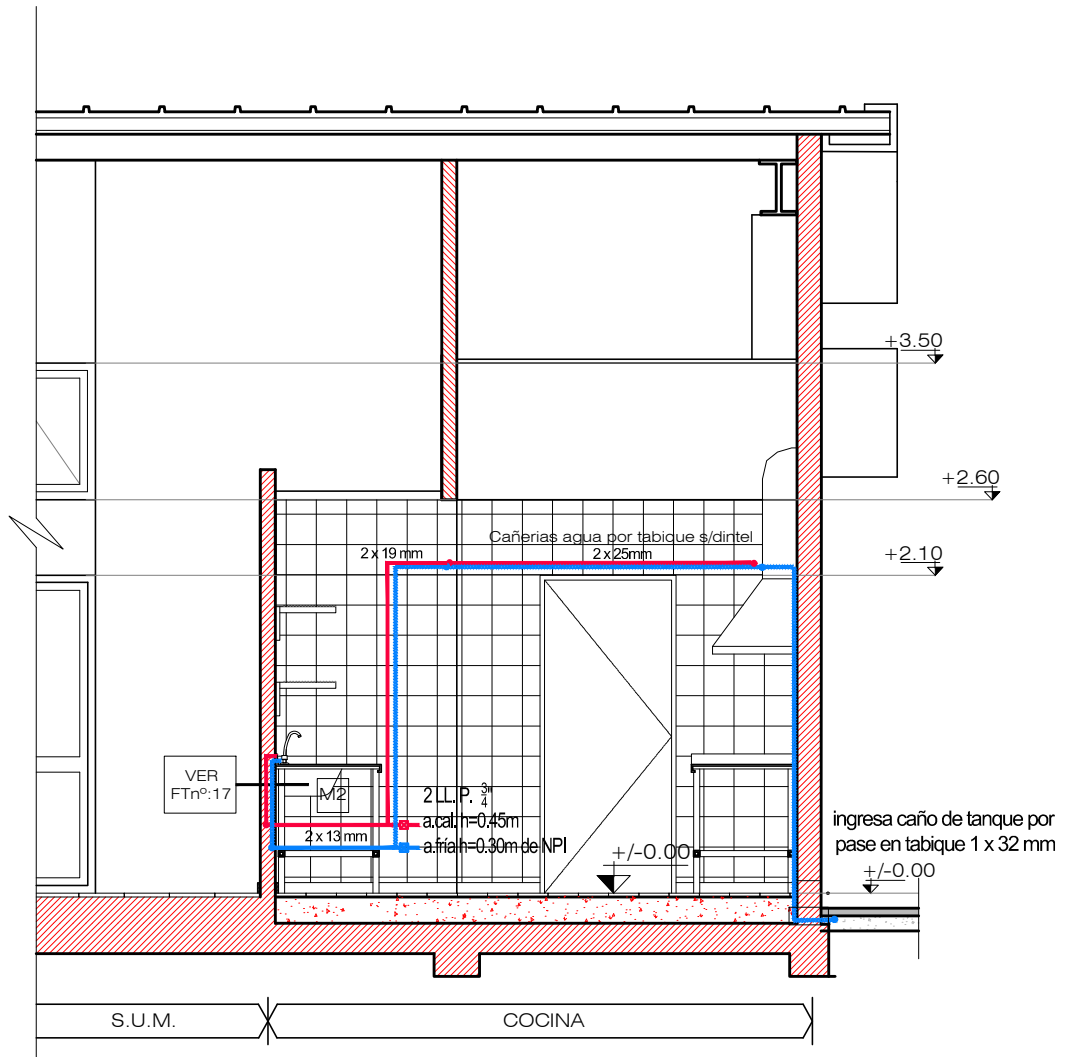 +3.50
+2.60
Cañerias agua por tabicue s/dintel
2 x 19 mm
2 x 25mm
+2.10
VER
FTnº:17
M2
2 LL. P. 3/4"
a.cal. h=0.45m
2 x 13 mm
a.fría h=0.30m de NPI
+/-0.00
ingresa caño de tanque por
pase en tabique 1 x 32 mm
+/-0.00
S.U.M.
COCINA